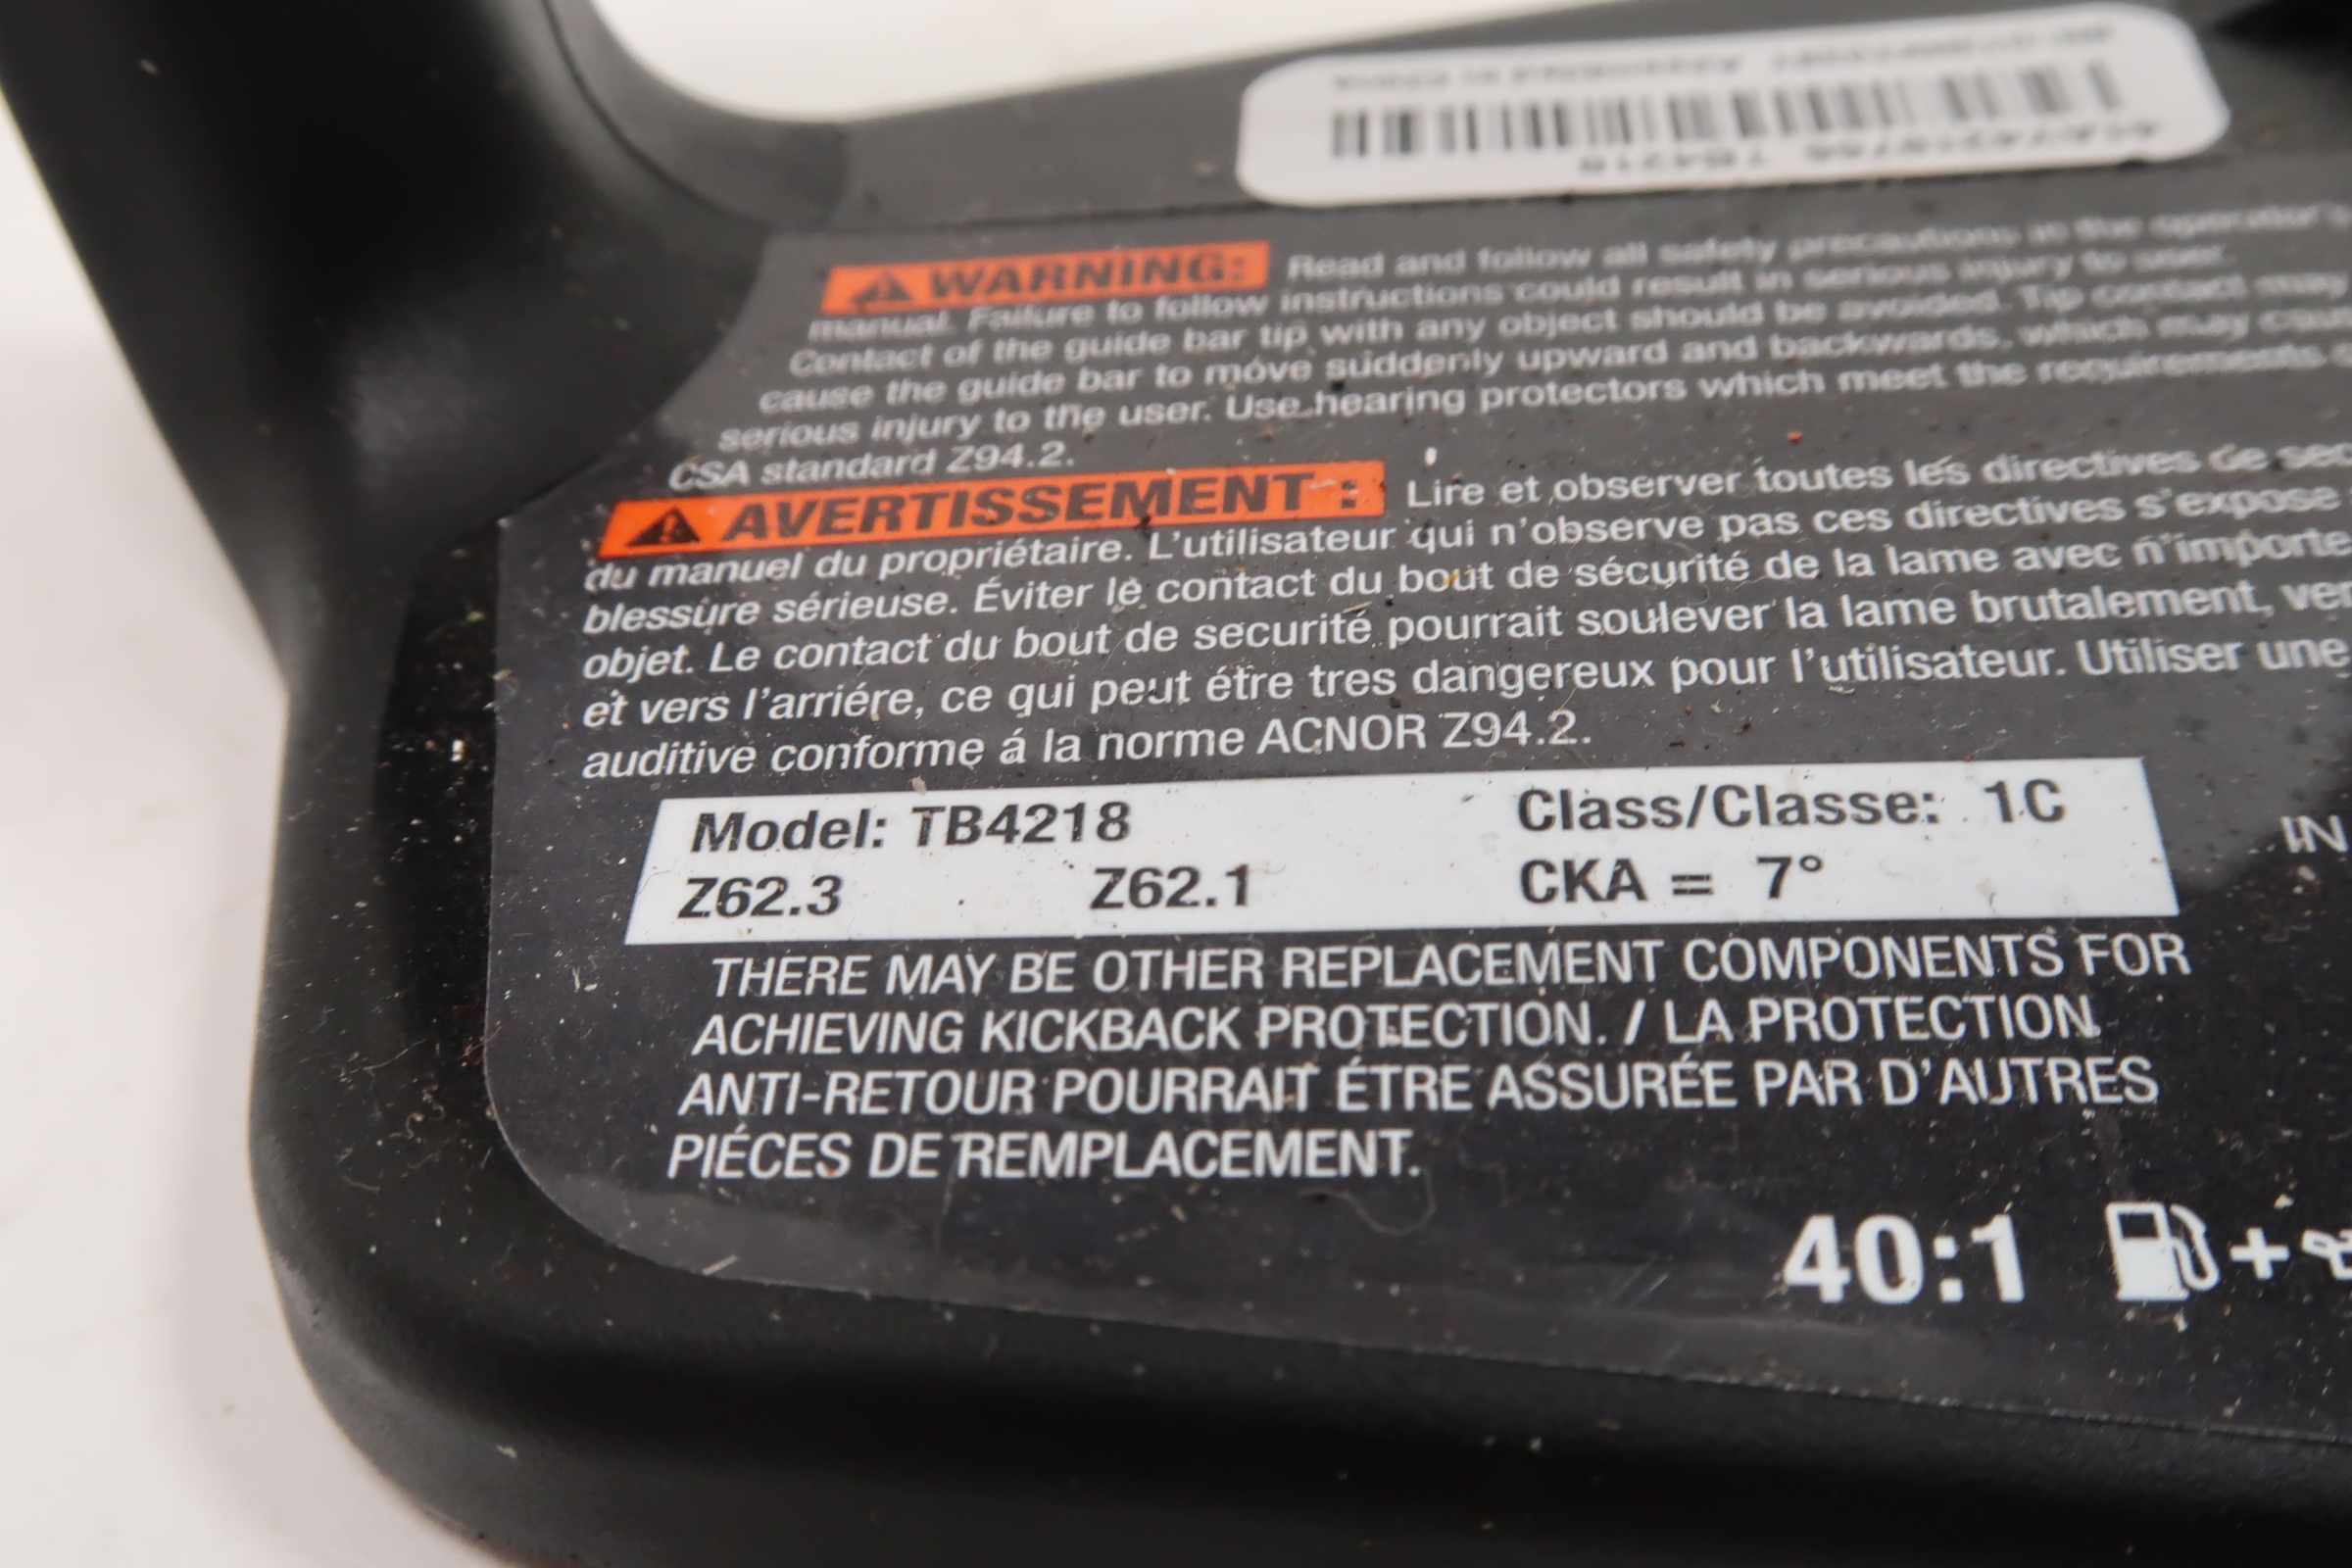 TB4218
WARNING: Read and follow all safety precautions in the operator's
manual. Failure to follow instructions could result in serious injury to user.
Contact of the guide bar tip with any object should be avoided. Tip contact may
cause the guide bar to move suddenly upward and backwards, which may cau
serious injury to the user. Use hearing protectors which meet the requirements
CSA standard Z94.2.
AVERTISSEMENT : Lire et observer toutes les directives de sec
du manuel du propriétaire. L'utilisateur qui n'observe pas ces directives s'expose
blessure sérieuse. Éviter le contact du bout de sécurité de la lame avec n'importe
objet. Le contact du bout de securité pourrait soulever la lame brutalement, ve
et vers l'arriére, ce qui peut étre tres dangereux pour l'utilisateur. Utiliser une
auditive conforme á la norme ACNOR Z94.2.
Model: TB4218 Class/Classe: 1C
Z62.3 Z62.1 CKA = 7°
IN
THERE MAY BE OTHER REPLACEMENT COMPONENTS FOR
ACHIEVING KICKBACK PROTECTION. / LA PROTECTION
ANTI-RETOUR POURRAIT ÉTRE ASSURÉE PAR D'AUTRES
PIÉCES DE REMPLACEMENT.
40:1 +